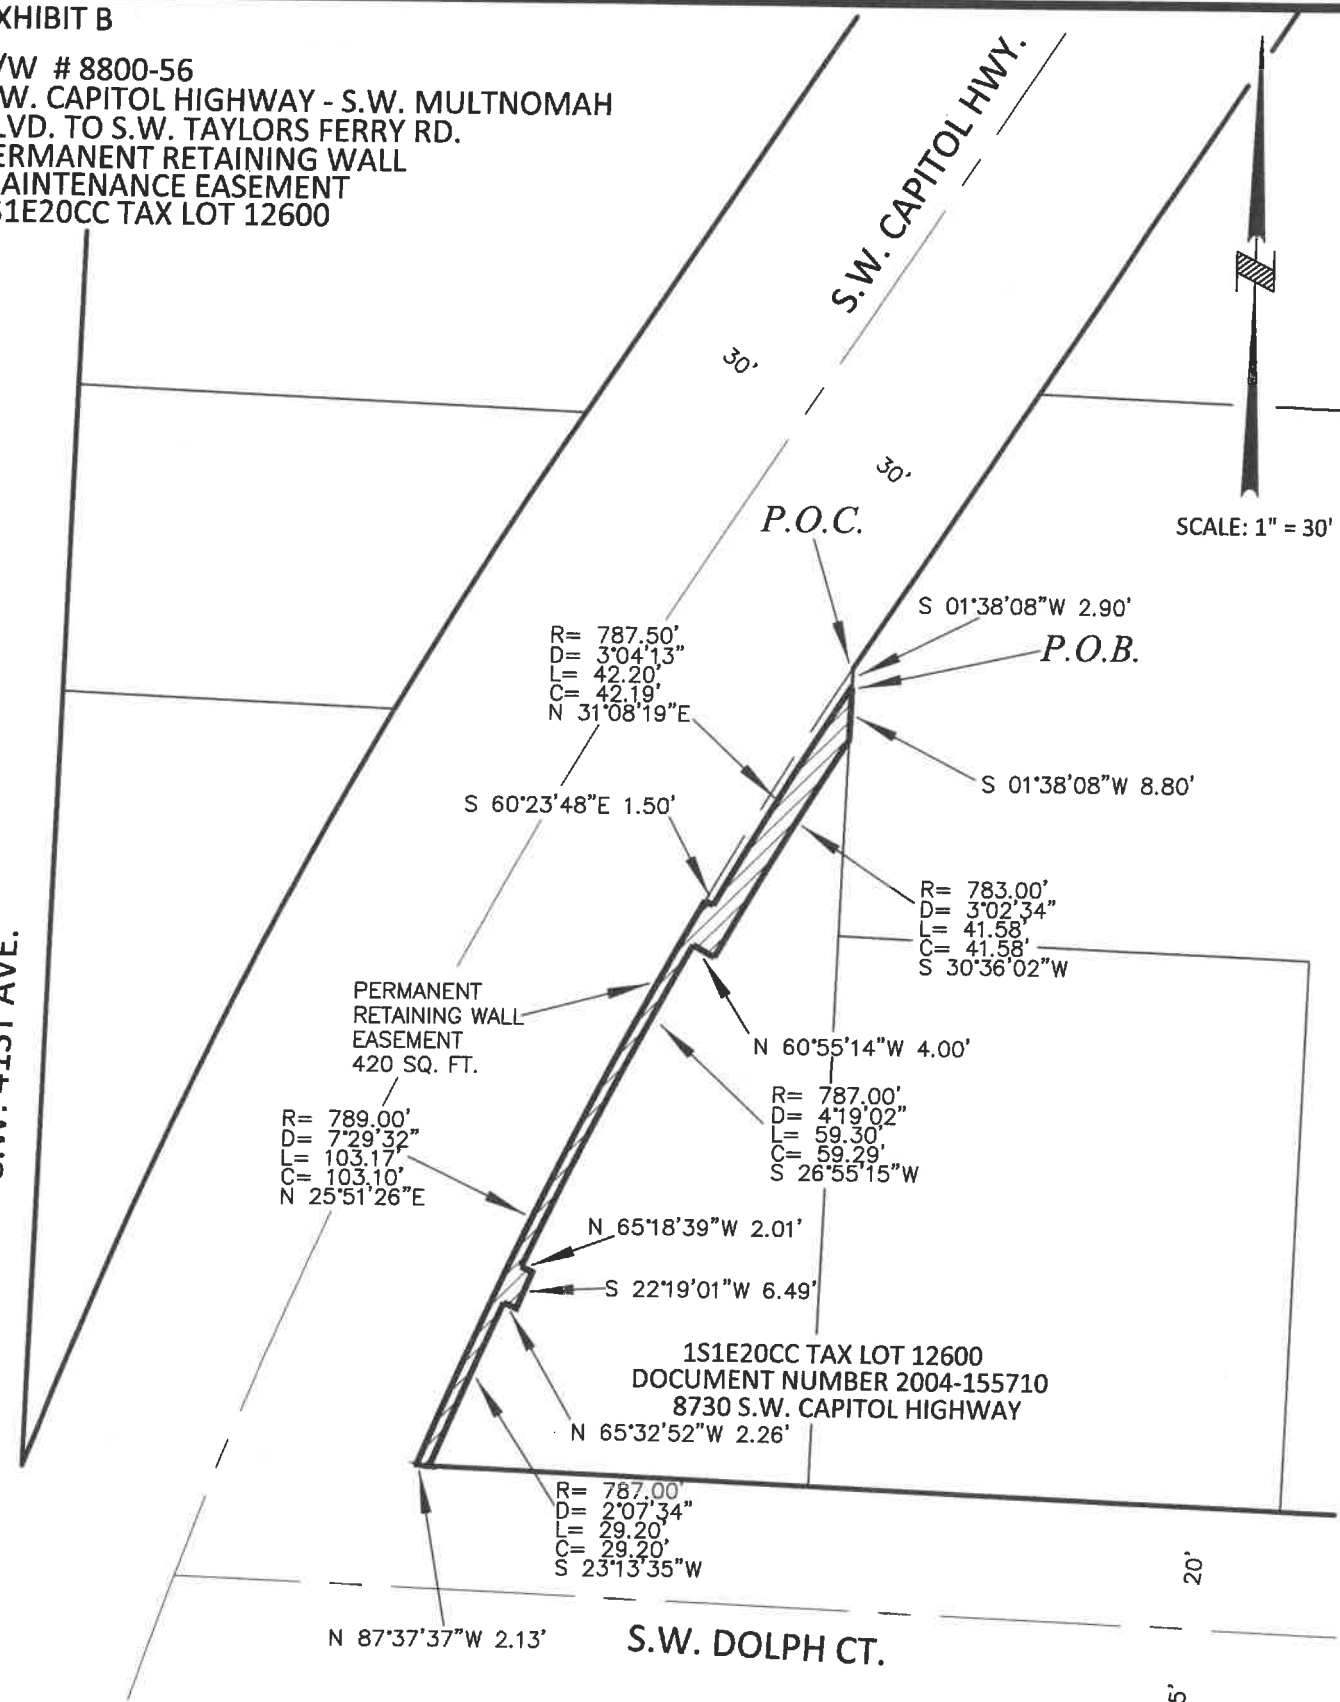 XHIBIT B
/W # 8800-56
.W. CAPITOL HIGHWAY - S.W. MULTNOMAH
LVD. TO S.W. TAYLORS FERRY RD.
ERMANENT RETAINING WALL
AINTENANCE EASEMENT
S1E20CC TAX LOT 12600
S.W. CAPITOL HWY.
30'
30'
SCALE: 1" = 30'
P.O.C.
S 01°38'08"W 2.90'
P.O.B.
R= 787.50'
D= 3°04'13"
L= 42.20'
C= 42.19'
N 31°08'19"E
S 01°38'08"W 8.80'
S 60°23'48"E 1.50'
R= 783.00'
D= 3°02'34"
L= 41.58'
C= 41.58'
S 30°36'02"W
S.W. 41ST AVE.
PERMANENT
RETAINING WALL
EASEMENT
420 SQ. FT.
N 60°55'14"W 4.00'
R= 787.00'
D= 4°19'02"
L= 59.30'
C= 59.29'
S 26°55'15"W
R= 789.00'
D= 7°29'32"
L= 103.17'
C= 103.10'
N 25°51'26"E
N 65°18'39"W 2.01'
S 22°19'01"W 6.49'
1S1E20CC TAX LOT 12600
DOCUMENT NUMBER 2004-155710
8730 S.W. CAPITOL HIGHWAY
N 65°32'52"W 2.26'
R= 787.00'
D= 2°07'34"
L= 29.20'
C= 29.20'
S 23°13'35"W
20'
N 87°37'37"W 2.13'
S.W. DOLPH CT.
5'